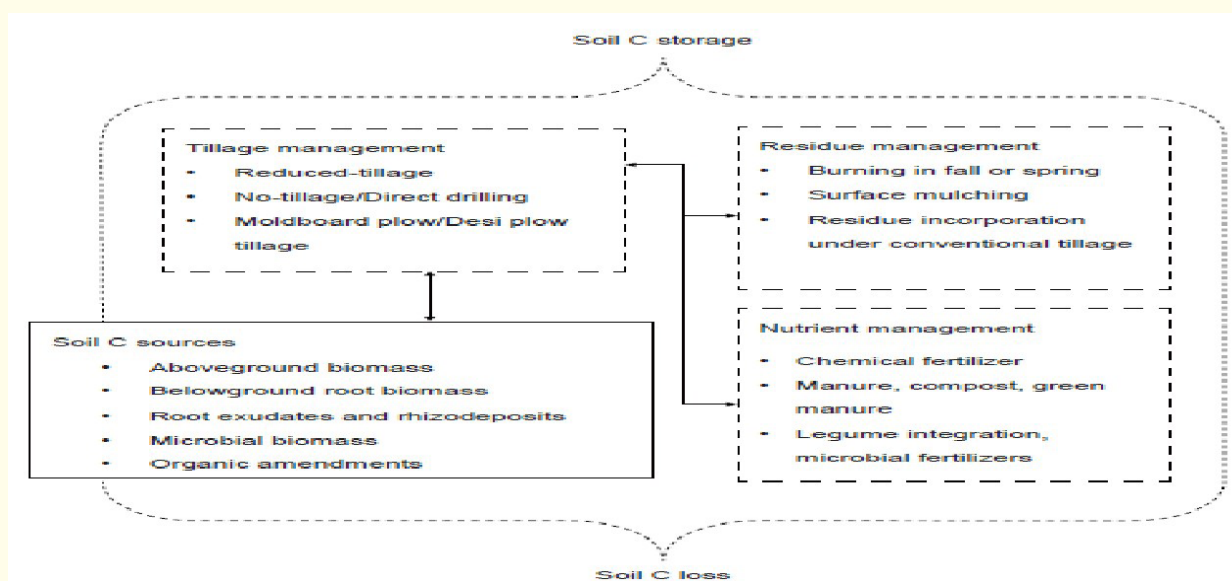 Soil C storage
Tillage management
• Reduced-tillage
• No-tillage/Direct drilling
• Moldboard plow/Desi plow
tillage
Residue management
• Burning in fall or spring
• Surface mulching
• Residue incorporation
under conventional tillage
Soil C sources
• Aboveground biomass
• Belowground root biomass
• Root exudates and rhizodeposits
• Microbial biomass
• Organic amendments
Nutrient management
• Chemical fertilizer
• Manure, compost, green
manure
• Legume integration,
microbial fertilizers
Soil C loss